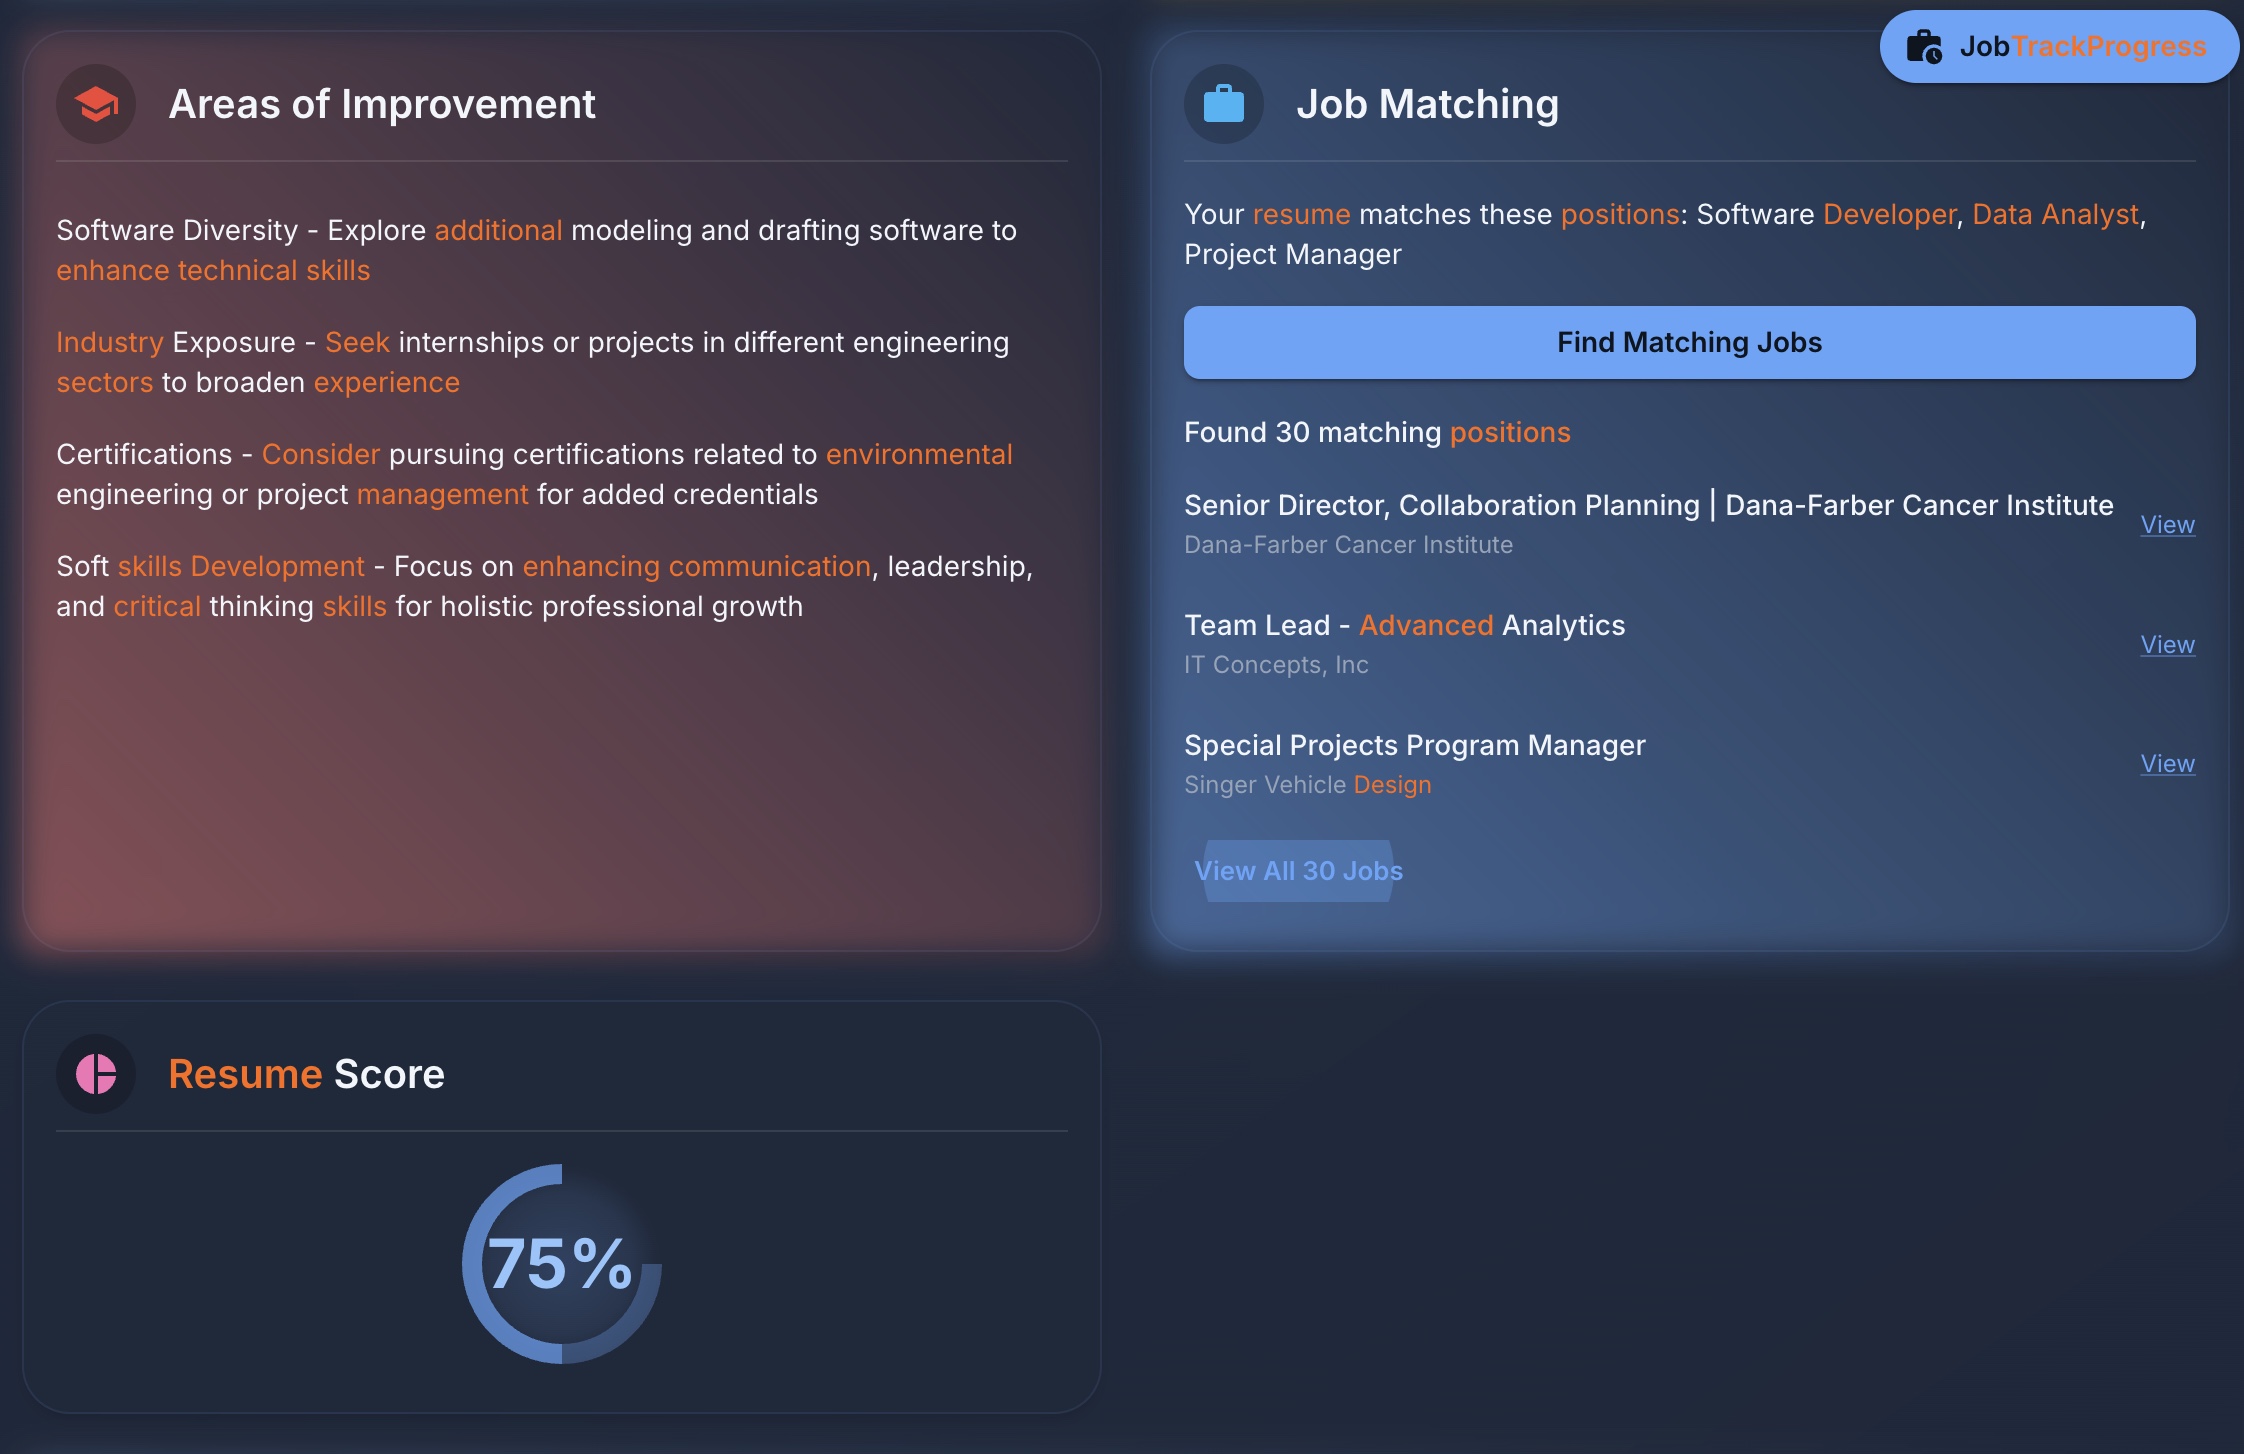 JobTrackProgress
Areas of Improvement
Software Diversity - Explore additional modeling and drafting software to
enhance technical skills
Industry Exposure - Seek internships or projects in different engineering
sectors to broaden experience
Certifications - Consider pursuing certifications related to environmental
engineering or project management for added credentials
Soft skills Development - Focus on enhancing communication, leadership,
and critical thinking skills for holistic professional growth
Job Matching
Your resume matches these positions: Software Developer, Data Analyst,
Project Manager
Find Matching Jobs
Found 30 matching positions
Senior Director, Collaboration Planning | Dana-Farber Cancer Institute
Dana-Farber Cancer Institute
View
Team Lead - Advanced Analytics
IT Concepts, Inc
View
Special Projects Program Manager
Singer Vehicle Design
View
View All 30 Jobs
Resume Score
75%